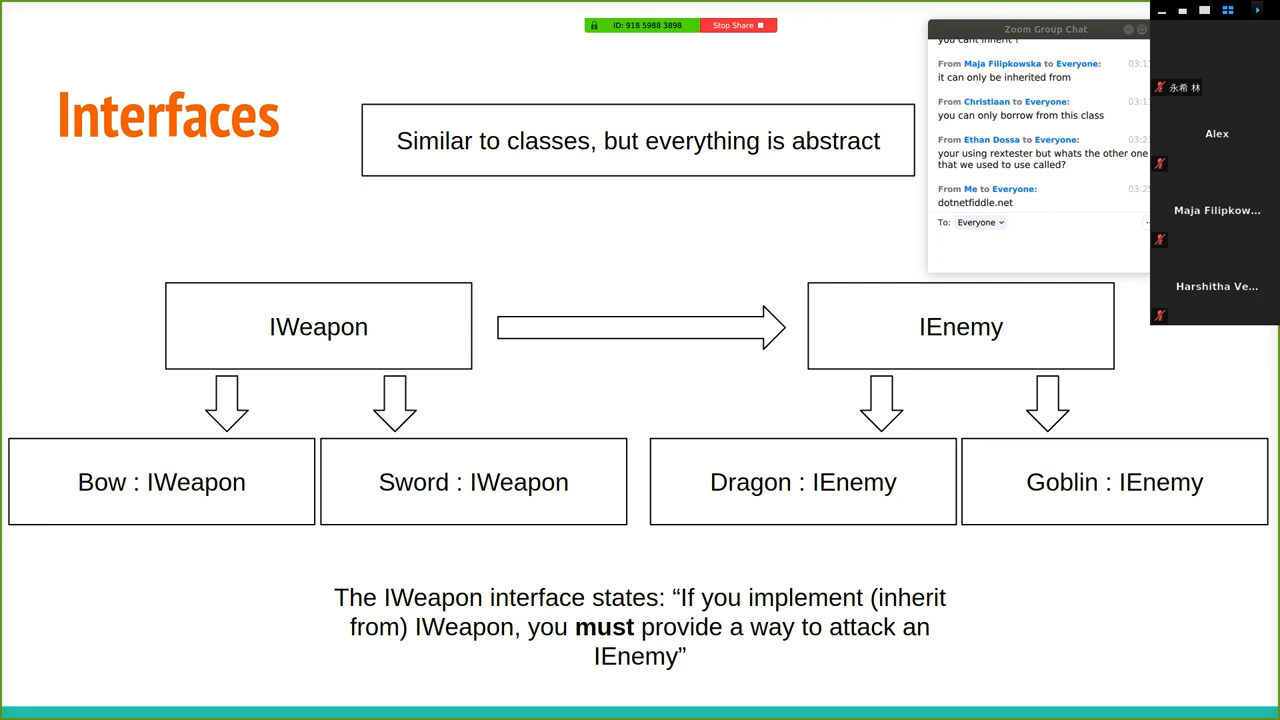 ID: 918 5988 3898
Stop Share
Interfaces
Similar to classes, but everything is abstract
IWeapon
IEnemy
Bow : IWeapon
Sword : IWeapon
Dragon : IEnemy
Goblin : IEnemy
The IWeapon interface states: “If you implement (inherit
from) IWeapon, you must provide a way to attack an
IEnemy”
Zoom Group Chat
you cant inherit ?
From Maja Filipkowska to Everyone:
it can only be inherited from
From Christiaan to Everyone:
you can only borrow from this class
From Ethan Dossa to Everyone:
your using rextester but whats the other one
that we used to use called?
From Me to Everyone:
dotnetfiddle.net
To: Everyone
永希 林
Alex
Maja Filipkow...
Harshitha Ve...